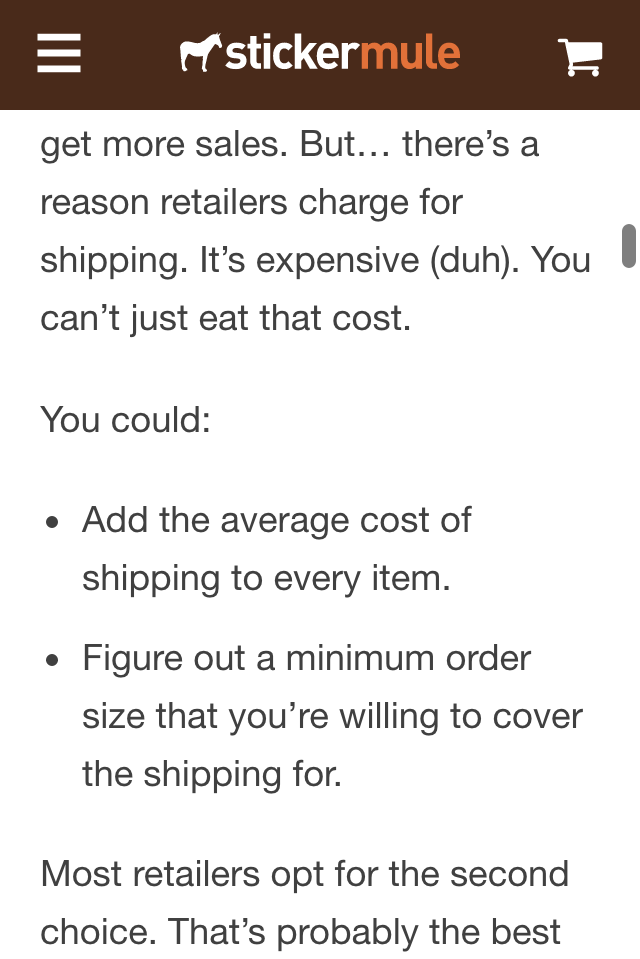 stickermule
get more sales. But… there’s a
reason retailers charge for
shipping. It’s expensive (duh). You
can’t just eat that cost.
You could:
• Add the average cost of
shipping to every item.
• Figure out a minimum order
size that you’re willing to cover
the shipping for.
Most retailers opt for the second
choice. That’s probably the best